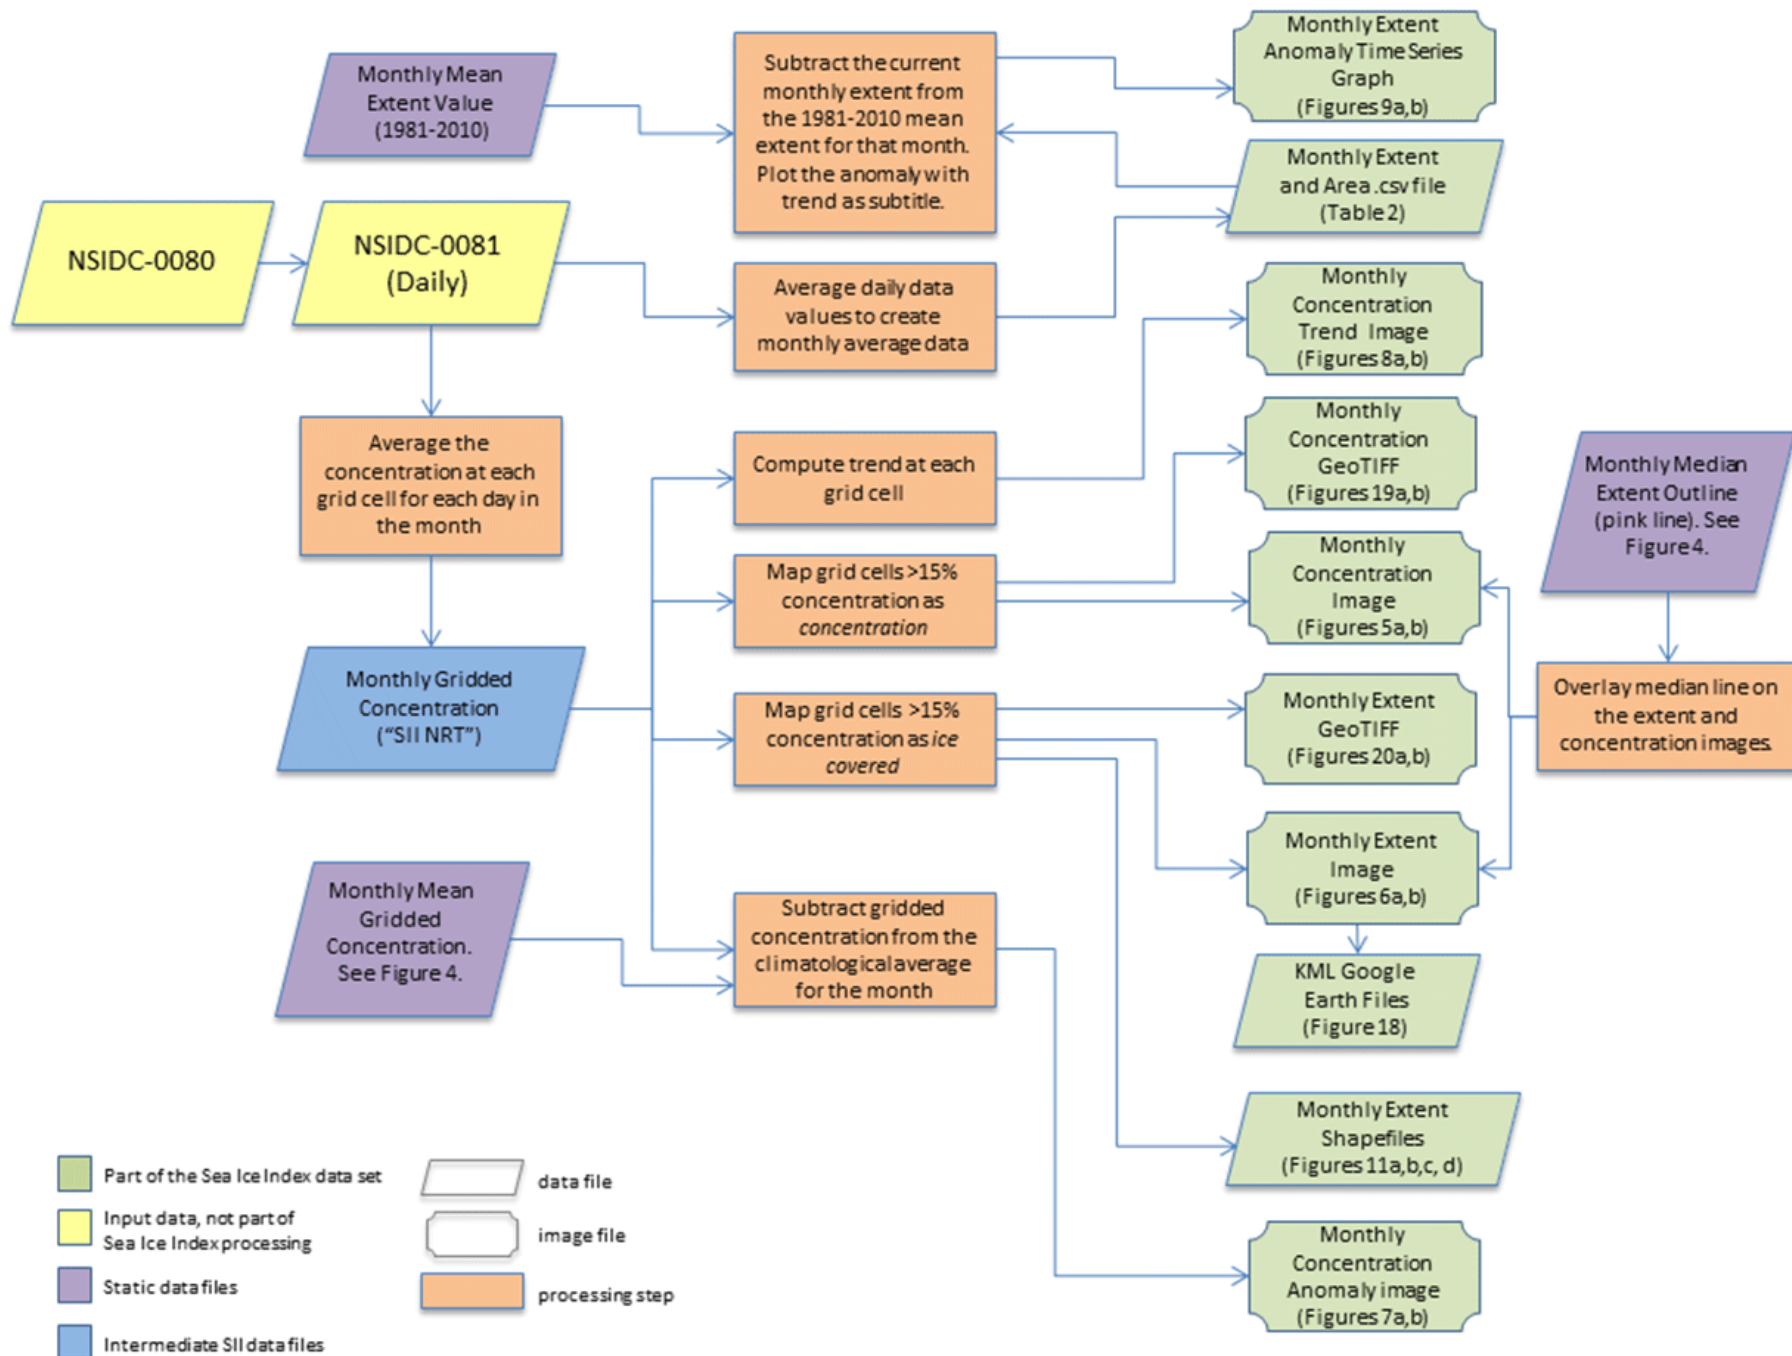 Monthly Mean
Extent Value
(1981-2010)
Subtract the current
monthly extent from
the 1981-2010 mean
extent for that month.
Plot the anomaly with
trend as subtitle.
Monthly Extent
Anomaly Time Series
Graph
(Figures 9a,b)
Monthly Extent
and Area .csv file
(Table 2)
NSIDC-0080
NSIDC-0081
(Daily)
Average daily data
values to create
monthly average data
Monthly
Concentration
Trend Image
(Figures 8a,b)
Average the
concentration at each
grid cell for each day in
the month
Compute trend at each
grid cell
Monthly
Concentration
GeoTIFF
(Figures 19a,b)
Monthly Median
Extent Outline
(pink line). See
Figure 4.
Map grid cells >15%
concentration as
concentration
Monthly
Concentration
Image
(Figures 5a,b)
Monthly Gridded
Concentration
("SII NRT")
Map grid cells >15%
concentration as ice
covered
Monthly Extent
GeoTIFF
(Figures 20a,b)
Overlay median line on
the extent and
concentration images.
Monthly Extent
Image
(Figures 6a,b)
Monthly Mean
Gridded
Concentration.
See Figure 4.
Subtract gridded
concentration from the
climatological average
for the month
KML Google
Earth Files
(Figure 18)
Monthly Extent
Shapefiles
(Figures 11a,b,c, d)
Monthly
Concentration
Anomaly image
(Figures 7a,b)
Part of the Sea Ice Index data set
Input data, not part of
Sea Ice Index processing
Static data files
Intermediate SII data files
data file
image file
processing step